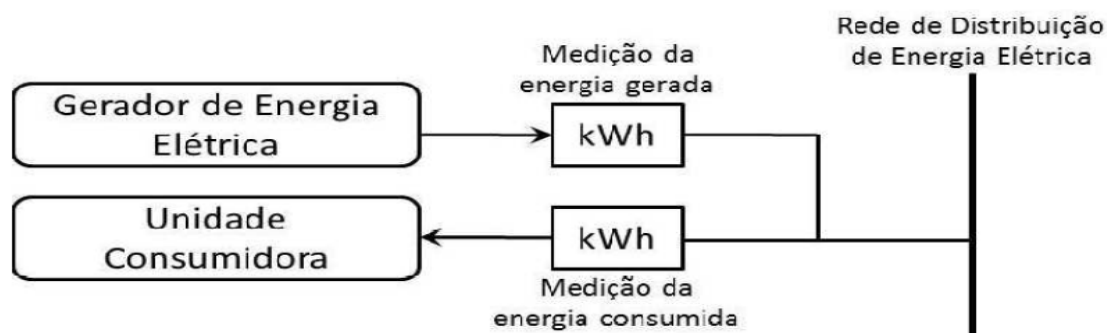 Rede de Distribuição
de Energia Elétrica
Medição da
energia gerada
Gerador de Energia
Elétrica
kWh
Unidade
Consumidora
kWh
Medição da
energia consumida